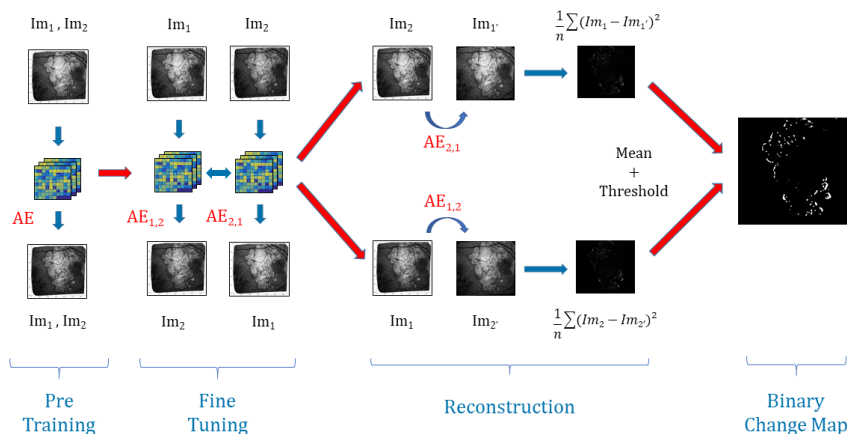 Im₁ , Im₂
Im₁
Im₂
Im₂
Im₁'
1/n ∑(Im₁ − Im₁')²
AE
AE₁,₂
AE₂,₁
AE₂,₁
AE₁,₂
Mean
+
Threshold
Im₁ , Im₂
Im₂
Im₁
Im₁
Im₂'
1/n ∑(Im₂ − Im₂')²
Pre
Training
Fine
Tuning
Reconstruction
Binary
Change Map